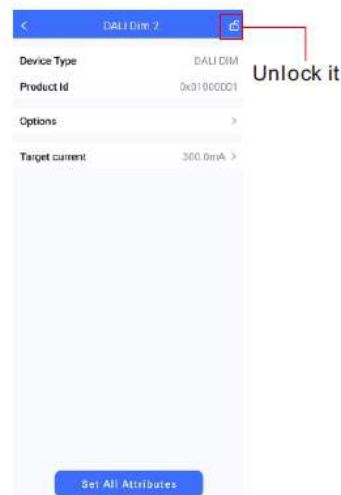 DALI Dim 2
Device Type DALI DIM
Product Id 0x01000001
Unlock it
Options
Target current 300.0mA
Set All Attributes